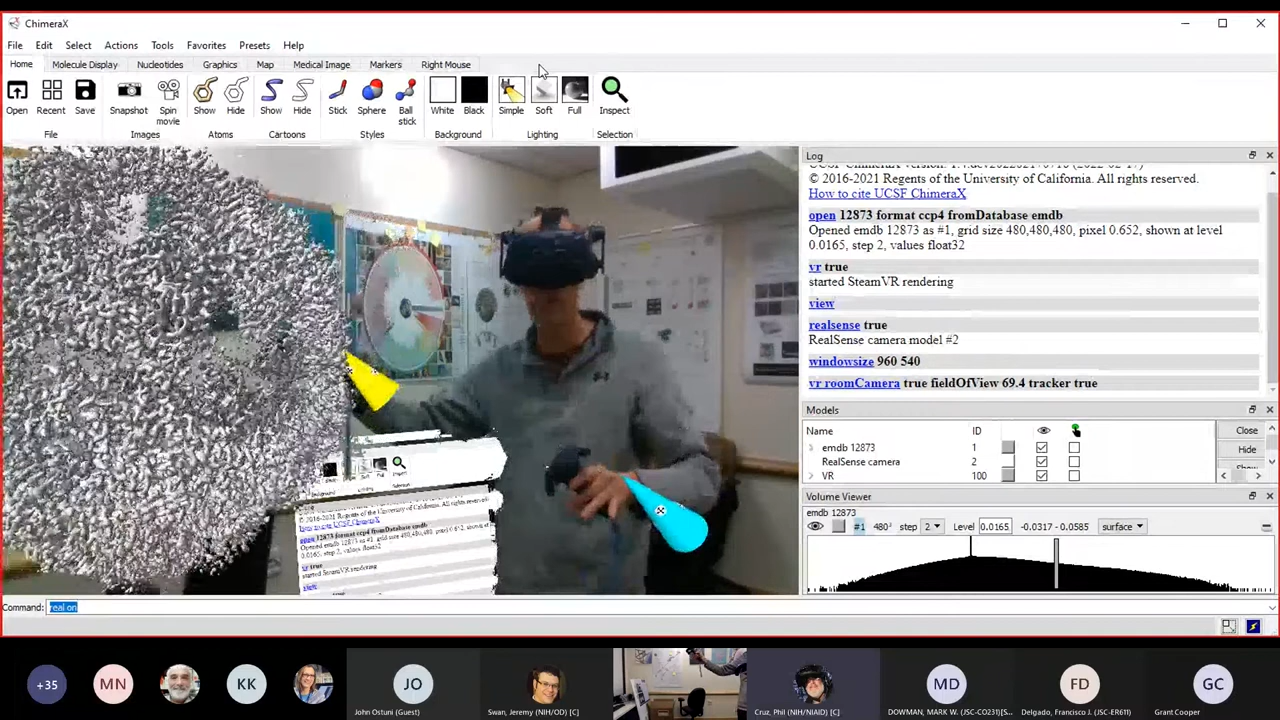 ChimeraX
File Edit Select Actions Tools Favorites Presets Help
Home Molecule Display Nucleotides Graphics Map Medical Image Markers Right Mouse
Open Recent Save Snapshot Spin movie Show Hide Show Hide Stick Sphere Ball stick White Black Simple Soft Full Inspect
File Images Atoms Cartoons Styles Background Lighting Selection
Log
© 2016-2021 Regents of the University of California. All rights reserved.
How to cite UCSF ChimeraX
open 12873 format ccp4 fromDatabase emdb
Opened emdb 12873 as #1, grid size 480,480,480, pixel 0.652, shown at level
0.0165, step 2, values float32
vr true
started SteamVR rendering
view
realsense true
RealSense camera model #2
windowsize 960 540
vr roomCamera true fieldOfView 69.4 tracker true
Models
Name ID Close
emdb 12873 1 Hide
RealSense camera 2 Show
VR 100
Volume Viewer
emdb 12873
#1 480³ step 2 Level 0.0165 -0.0317 - 0.0585 surface
Command: real on
+35 MN KK JO MD FD GC
John Ostuni (Guest) Swan, Jeremy (NIH/OD) [C] Cruz, Phil (NIH/NIAID) [C] DOWMAN, MARK W. (JSC-CO231)[S... Delgado, Francisco J. (JSC-ER611) Grant Cooper